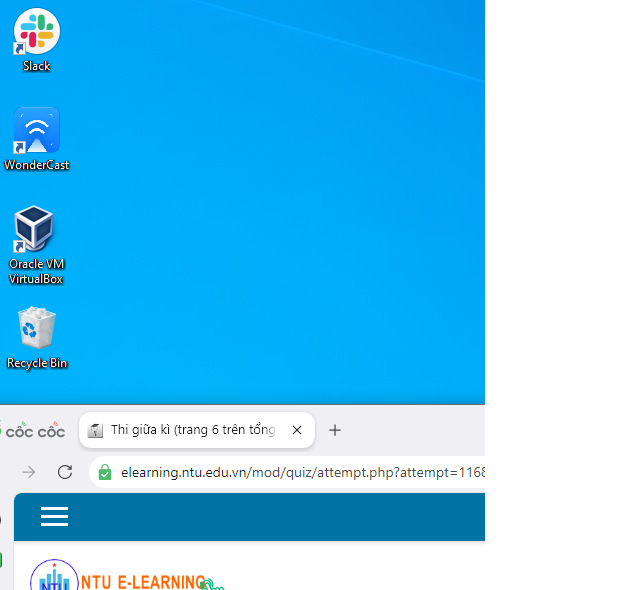 Slack
WonderCast
Oracle VM
VirtualBox
Recycle Bin
cốc cốc
Thi giữa kì (trang 6 trên tổng
elearning.ntu.edu.vn/mod/quiz/attempt.php?attempt=1168
NTU
NTU E-LEARNING